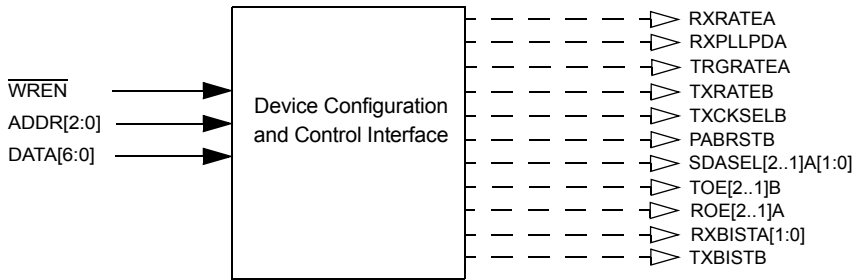 WREN
ADDR[2:0]
DATA[6:0]
Device Configuration
and Control Interface
RXRATEA
RXPLLPDA
TRGRATEA
TXRATEB
TXCKSELB
PABRSTB
SDASEL[2..1]A[1:0]
TOE[2..1]B
ROE[2..1]A
RXBISTA[1:0]
TXBISTB